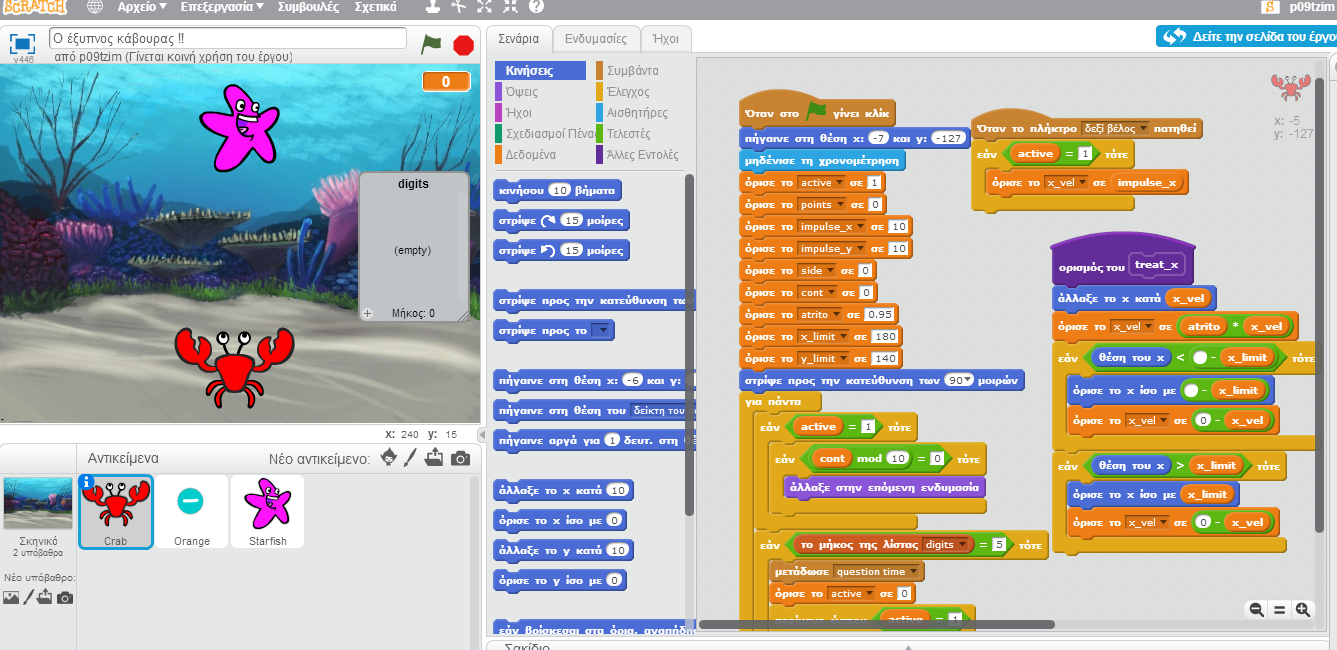 SCRATCH
Αρχείο Επεξεργασία Συμβουλές Σχετικά
p09tzim
v446
Ο έξυπνος κάβουρας !!
από p09tzim (Γίνεται κοινή χρήση του έργου)
Σενάρια Ενδυμασίες Ήχοι
Δείτε την σελίδα του έργου
0
digits
(empty)
+ Μήκος: 0
x: 240 y: 15
Αντικείμενα
Νέο αντικείμενο:
Σκηνικό
2 υπόβαθρα
Νέο υπόβαθρο:
Crab
Orange
Starfish
Κινήσεις
Όψεις
Ήχοι
Σχεδιασμοί Πένας
Δεδομένα
Συμβάντα
Έλεγχος
Αισθητήρες
Τελεστές
Άλλες Εντολές
κινήσου 10 βήματα
στρίψε 15 μοίρες
στρίψε 15 μοίρες
στρίψε προς την κατεύθυνση των
στρίψε προς το
πήγαινε στη θέση x: -6 και y:
πήγαινε στη θέση του δείκτη του
πήγαινε αργά για 1 δευτ. στη
άλλαξε το x κατά 10
όρισε το x ίσο με 0
άλλαξε το y κατά 10
όρισε το y ίσο με 0
εάν βρίσκεσαι στα όρια, αναπήδη
Όταν στο γίνει κλίκ
πήγαινε στη θέση x: -7 και y: -127
μηδένισε τη χρονομέτρηση
όρισε το active σε 1
όρισε το points σε 0
όρισε το impulse_x σε 10
όρισε το impulse_y σε 10
όρισε το side σε 0
όρισε το cont σε 0
όρισε το atrito σε 0.95
όρισε το x_limit σε 180
όρισε το y_limit σε 140
στρίψε προς την κατεύθυνση των 90 μοιρών
για πάντα
εάν active = 1 τότε
εάν cont mod 10 = 0 τότε
άλλαξε στην επόμενη ενδυμασία
εάν το μήκος της λίστας digits = 5 τότε
μετάδωσε question time
όρισε το active σε 0
active = 1
Όταν το πλήκτρο δεξί βέλος πατηθεί
εάν active = 1 τότε
όρισε το x_vel σε impulse_x
x: -5
y: -127
ορισμός του treat_x
άλλαξε το x κατά x_vel
όρισε το x_vel σε atrito * x_vel
εάν θέση του x < - x_limit τότε
όρισε το x ίσο με - x_limit
όρισε το x_vel σε 0 - x_vel
εάν θέση του x > x_limit τότε
όρισε το x ίσο με x_limit
όρισε το x_vel σε 0 - x_vel
Σακίδιο